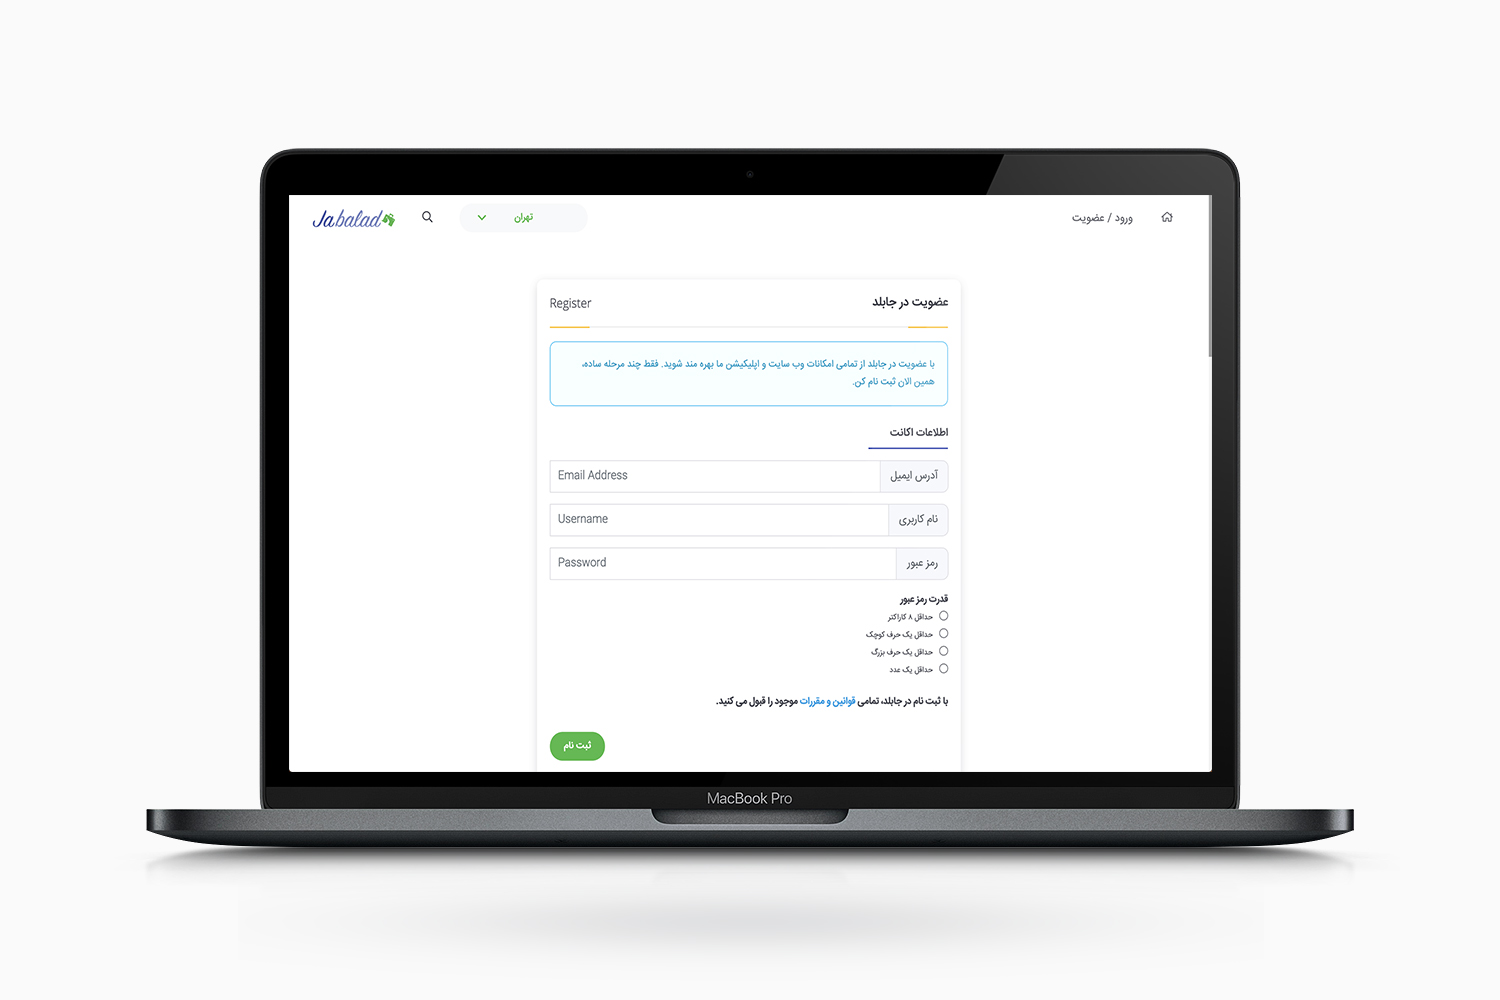 ورود / عضویت
تهران
Jabalad
عضویت در جابلد
Register
با عضویت در جابلد از تمامی امکانات وب سایت و اپلیکیشن ما بهره مند شوید. فقط چند مرحله ساده،
همین الان ثبت نام کن.
اطلاعات اکانت
آدرس ایمیل
Email Address
نام کاربری
Username
رمز عبور
Password
قدرت رمز عبور
حداقل ۸ کاراکتر
حداقل یک حرف کوچک
حداقل یک حرف بزرگ
حداقل یک عدد
با ثبت نام در جابلد، تمامی قوانین و مقررات موجود را قبول می کنید.
ثبت نام
MacBook Pro